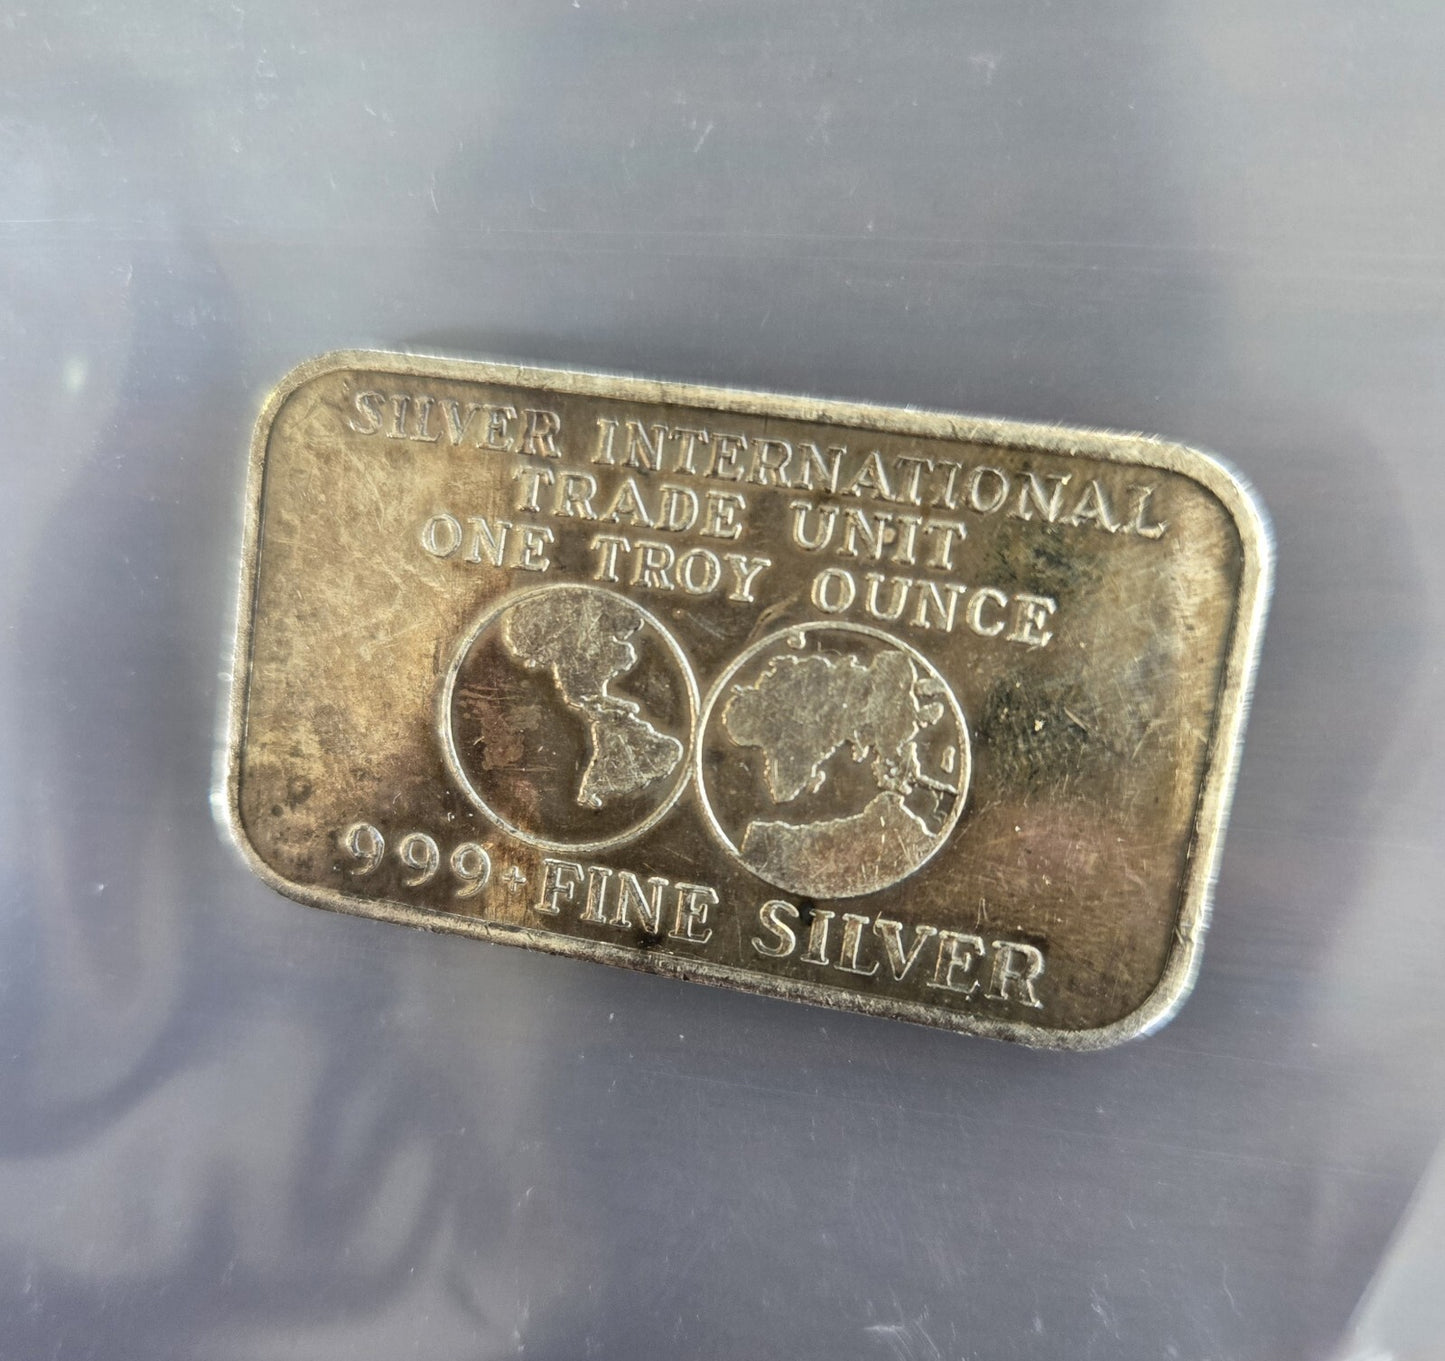 SILVER INTERNATIONAL
TRADE UNIT
ONE TROY OUNCE
999+ FINE SILVER